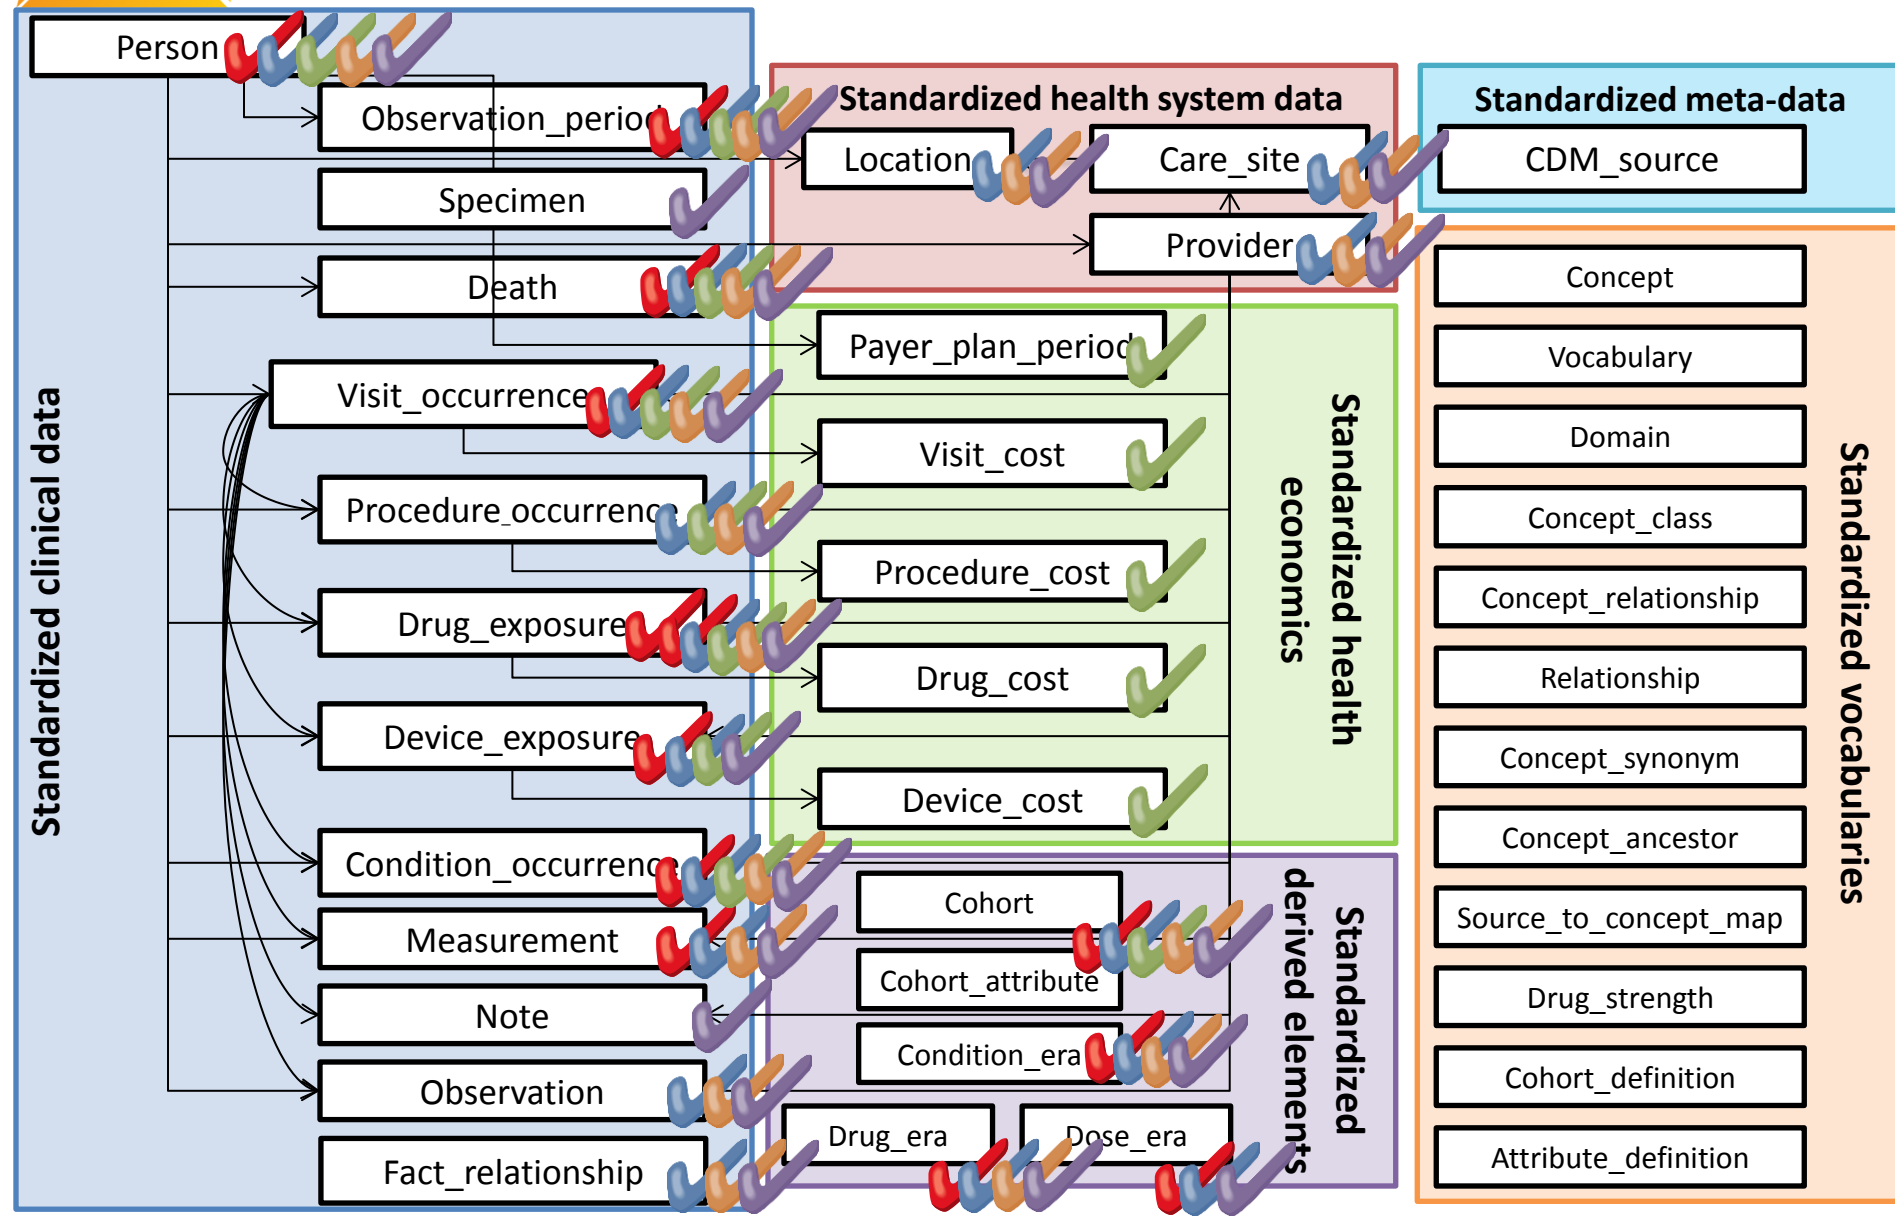 Person
Observation_period
Specimen
Death
Visit_occurrence
Procedure_occurrence
Drug_exposure
Device_exposure
Condition_occurrence
Measurement
Note
Observation
Fact_relationship
Standardized clinical data
Standardized health system data
Location
Care_site
Provider
Payer_plan_period
Visit_cost
Procedure_cost
Drug_cost
Device_cost
Standardized health
economics
Cohort
Cohort_attribute
Condition_era
Drug_era
Dose_era
Standardized
derived elements
Standardized meta-data
CDM_source
Concept
Vocabulary
Domain
Concept_class
Concept_relationship
Relationship
Concept_synonym
Concept_ancestor
Source_to_concept_map
Drug_strength
Cohort_definition
Attribute_definition
Standardized vocabularies